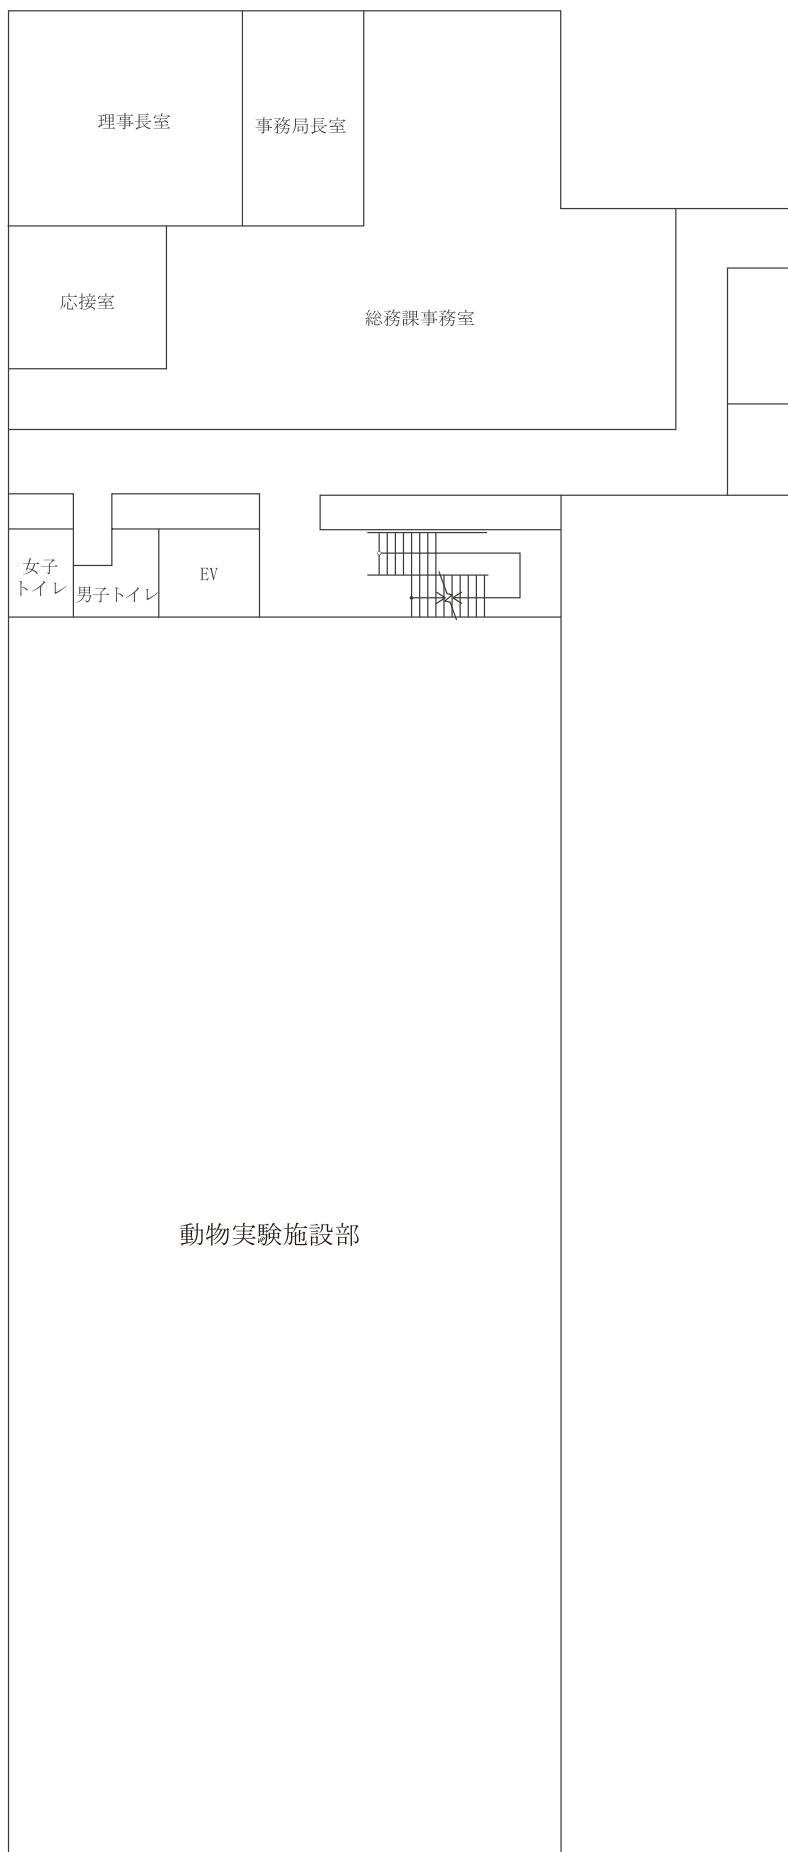 理事長室
事務局長室
応接室
総務課事務室
女子
トイレ
男子トイレ
EV
動物実験施設部